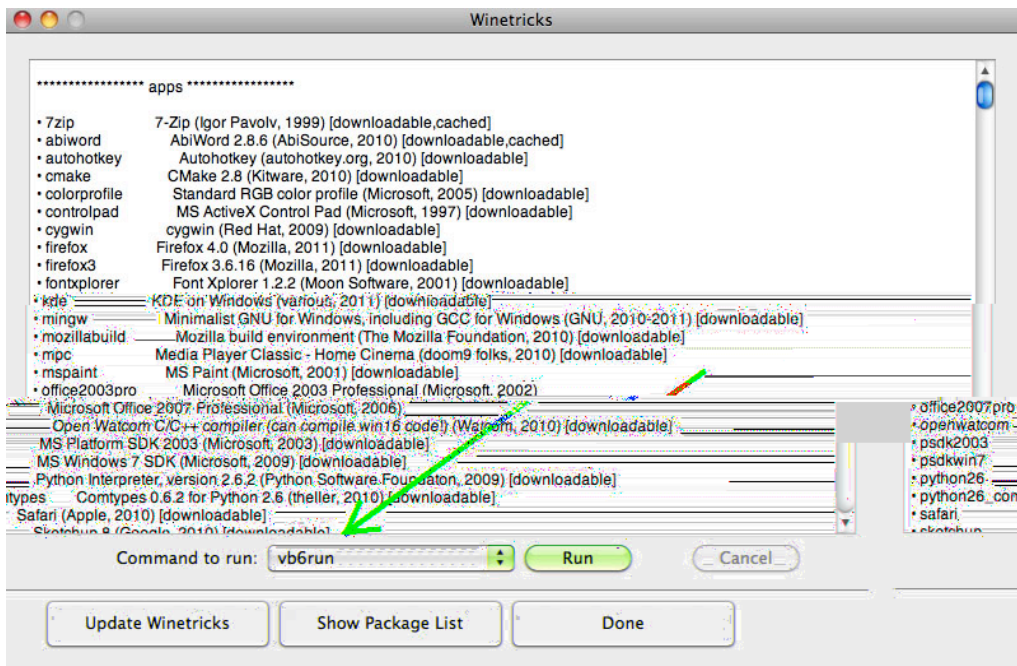 Winetricks
***************** apps *****************
• 7zip 7-Zip (Igor Pavolv, 1999) [downloadable,cached]
• abiword AbiWord 2.8.6 (AbiSource, 2010) [downloadable,cached]
• autohotkey Autohotkey (autohotkey.org, 2010) [downloadable]
• cmake CMake 2.8 (Kitware, 2010) [downloadable]
• colorprofile Standard RGB color profile (Microsoft, 2005) [downloadable]
• controlpad MS ActiveX Control Pad (Microsoft, 1997) [downloadable]
• cygwin cygwin (Red Hat, 2009) [downloadable]
• firefox Firefox 4.0 (Mozilla, 2011) [downloadable]
• firefox3 Firefox 3.6.16 (Mozilla, 2011) [downloadable]
• fontxplorer Font Xplorer 1.2.2 (Moon Software, 2001) [downloadable]
• kde KDE on Windows (various, 2011) [downloadable]
• mingw Minimalist GNU for Windows, including GCC for Windows (GNU, 2010-2011) [downloadable]
• mozillabuild Mozilla build environment (The Mozilla Foundation, 2010) [downloadable]
• mpc Media Player Classic - Home Cinema (doom9 folks, 2010) [downloadable]
• mspaint MS Paint (Microsoft, 2001) [downloadable]
• office2003pro Microsoft Office 2003 Professional (Microsoft, 2002)
Microsoft Office 2007 Professional (Microsoft, 2006) • office2007pro
Open Watcom C/C++ compiler (can compile win16 code!) (Watcom, 2010) [downloadable] • openwatcom
MS Platform SDK 2003 (Microsoft, 2003) [downloadable] • psdk2003
MS Windows 7 SDK (Microsoft, 2009) [downloadable] • psdkwin7
Python Interpreter, version 2.6.2 (Python Software Foundaton, 2009) [downloadable] • python26
types Comtypes 0.6.2 for Python 2.6 (theller, 2010) [downloadable] • python26_com
Safari (Apple, 2010) [downloadable] • safari
Sketchup 8 (Google, 2010) [downloadable] • sketchup
Command to run: vb6run Run Cancel
Update Winetricks Show Package List Done